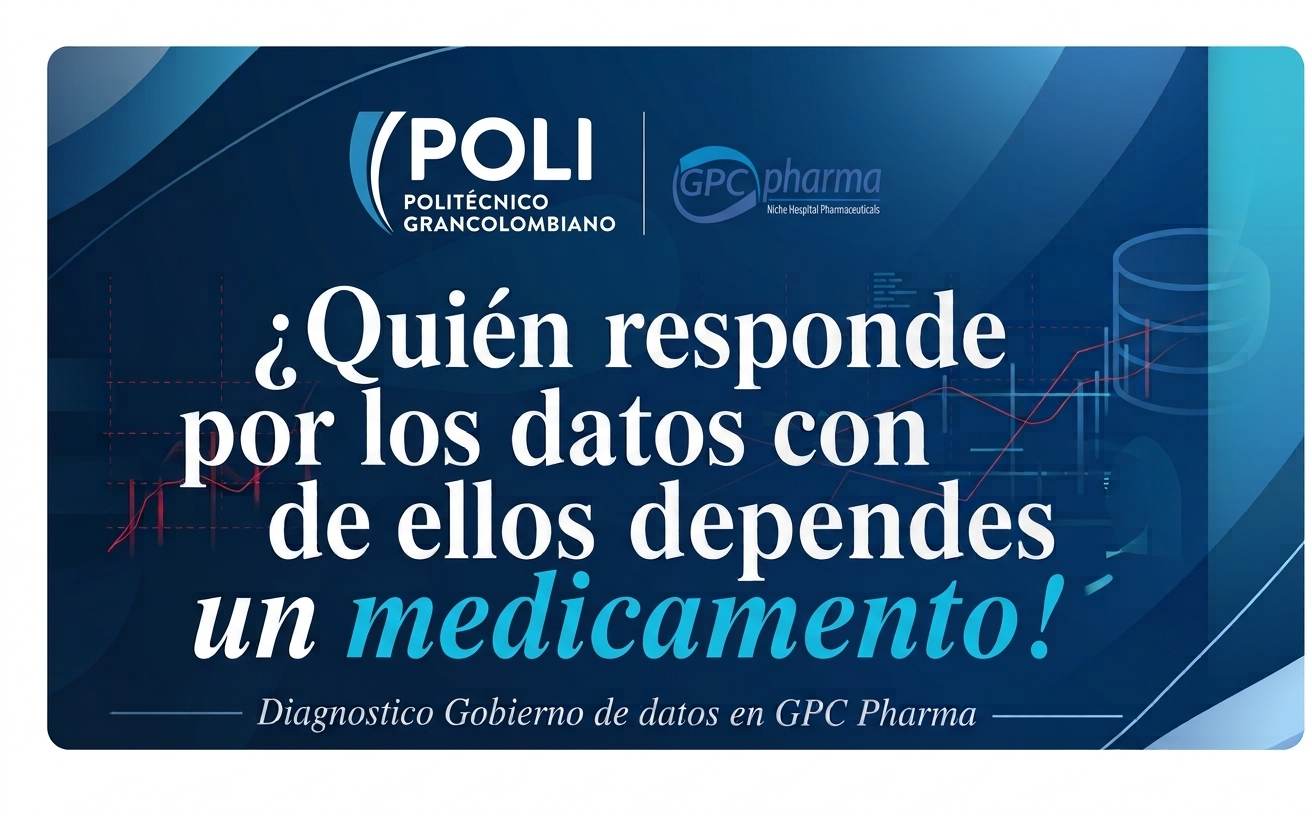 POLI
POLITÉCNICO
GRANCOLOMBIANO
GPC pharma
Niche Hespital Pharmaceuticals
¿Quién responde
por los datos con
de ellos dependes
un medicamento!
Diagnostico Gobierno de datos en GPC Pharma